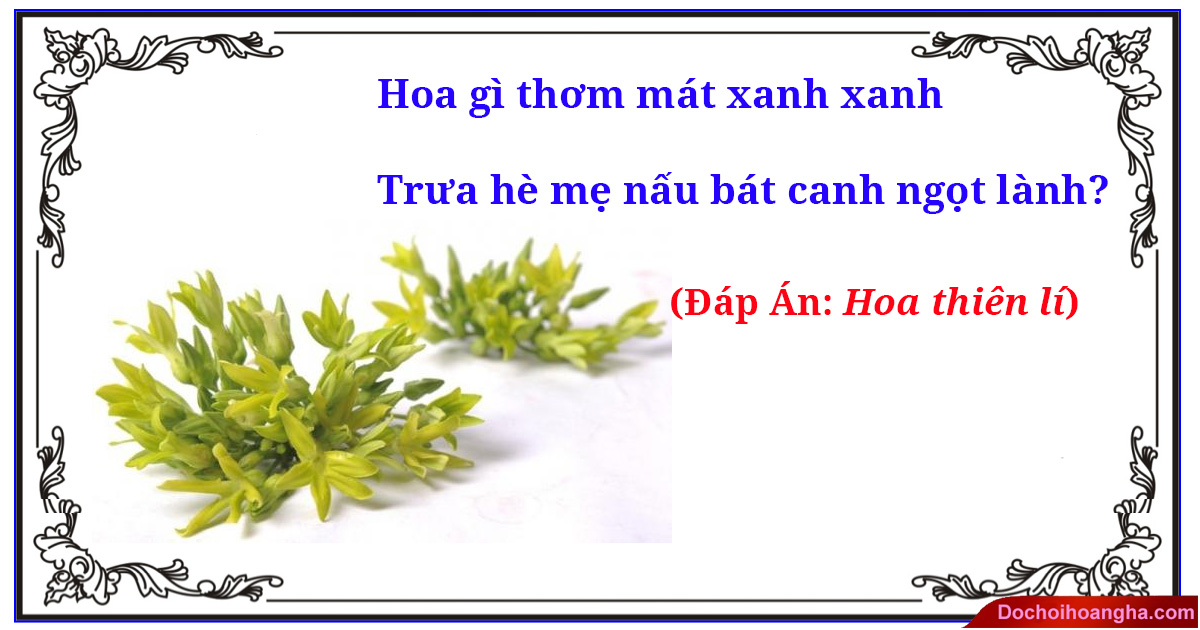 Hoa gì thơm mát xanh xanh
Trưa hè mẹ nấu bát canh ngọt lành?
(Đáp Án: Hoa thiên lí)
Dochoihoangha.com